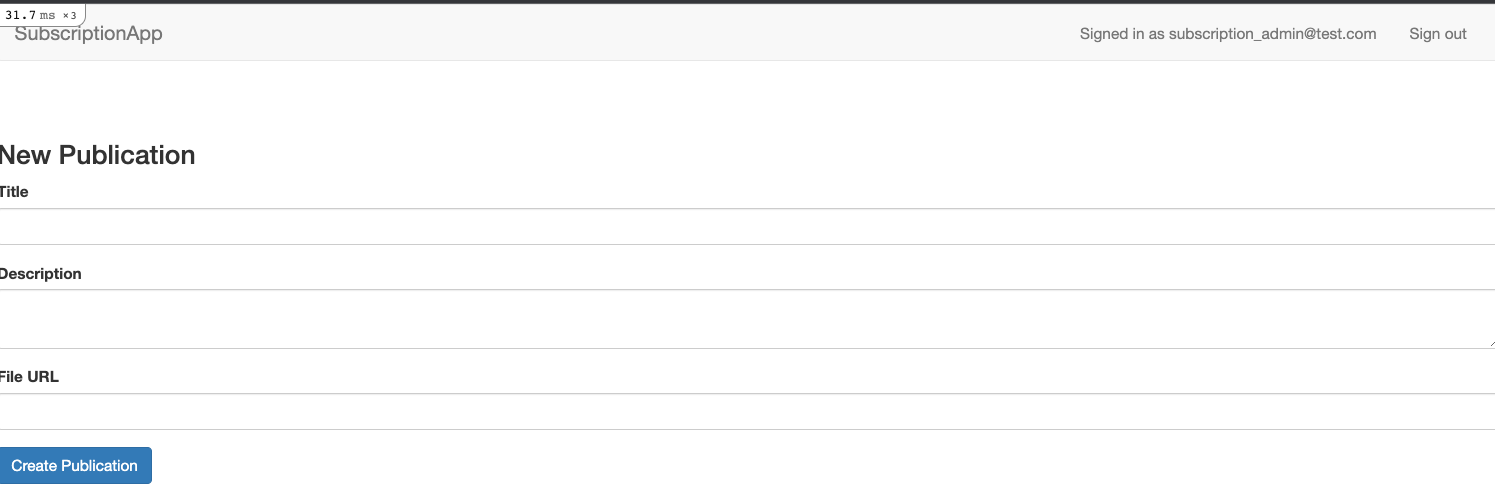 31.7 ms ×3
SubscriptionApp
Signed in as subscription_admin@test.com
Sign out
New Publication
Title
Description
File URL
Create Publication